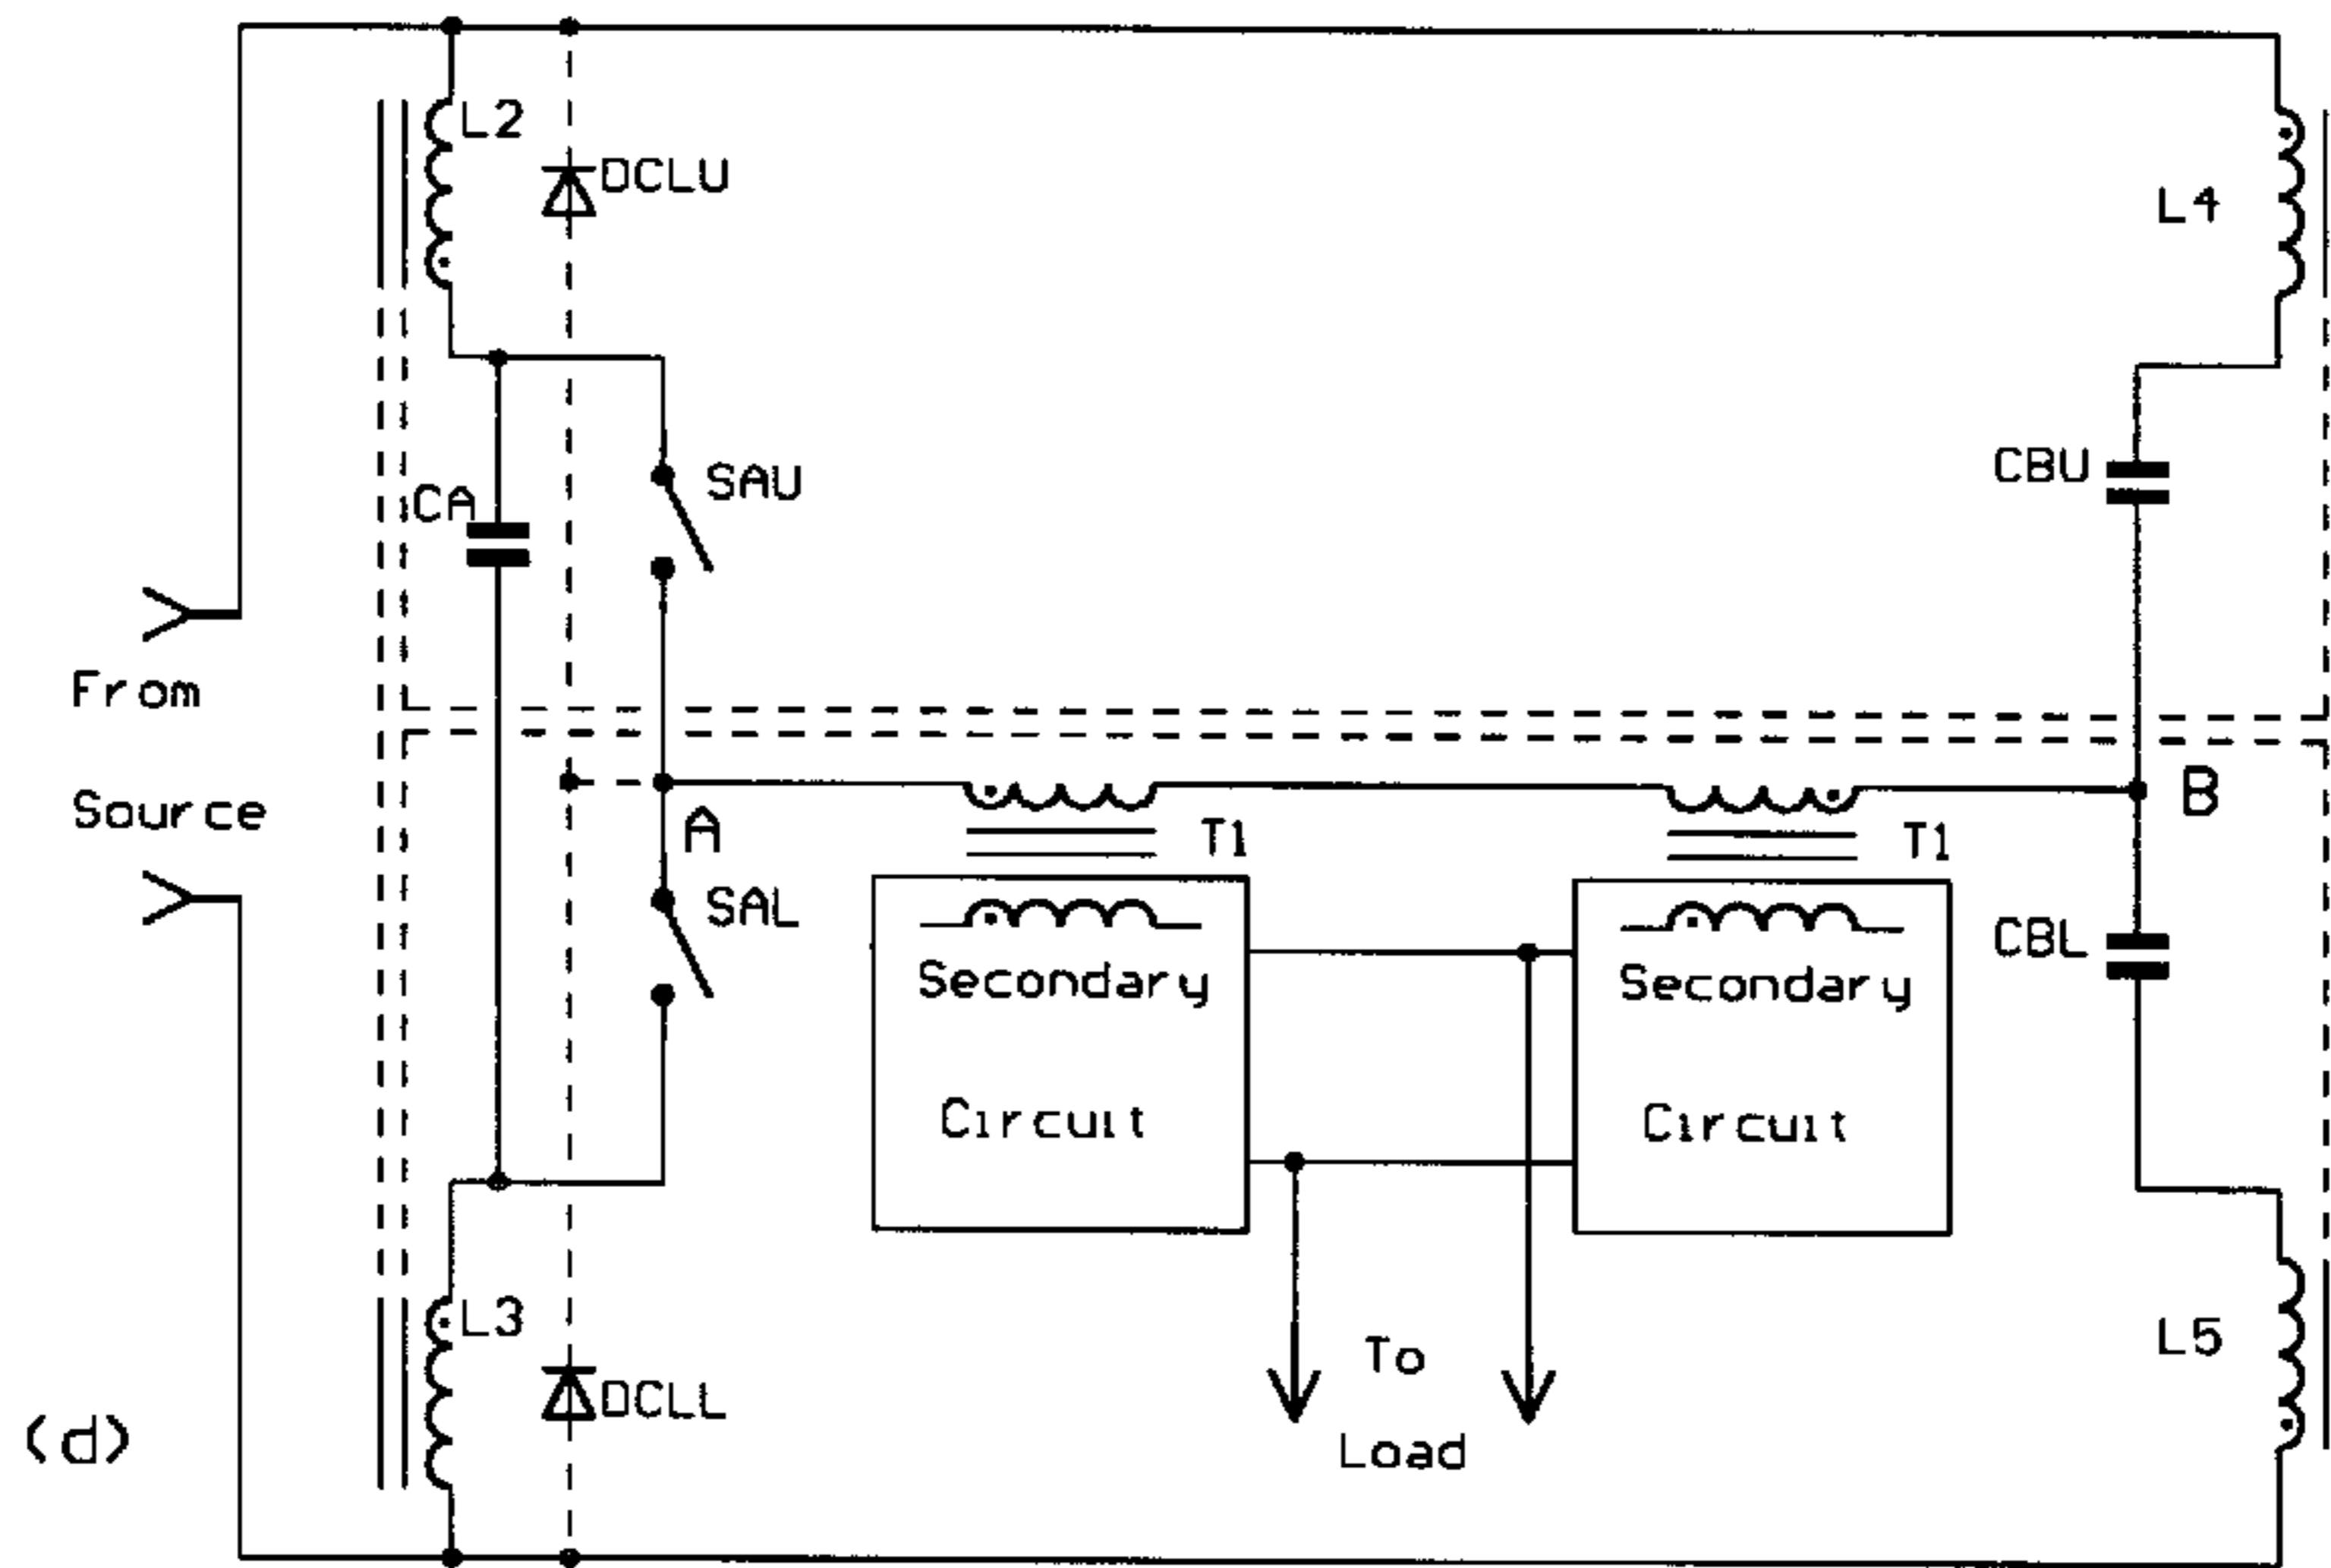 L2
DCLU
L4
CBU
SAU
CA
From
Source
A
B
T1
T1
SAL
CBL
Secondary
Circuit
Secondary
Circuit
L3
L5
DCLL
To
Load
(d)